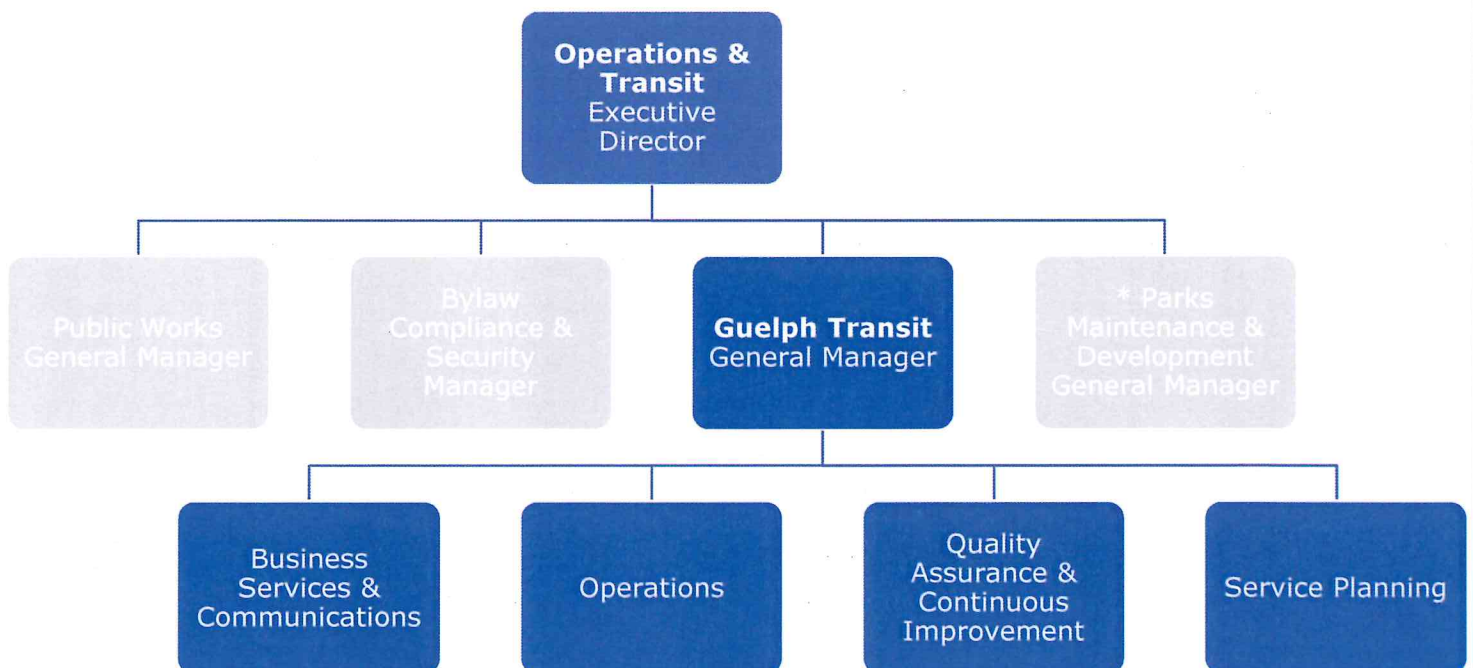 Operations &
Transit
Executive
Director
Public Works
General Manager
Bylaw
Compliance &
Security
Manager
Guelph Transit
General Manager
* Parks
Maintenance &
Development
General Manager
Business
Services &
Communications
Operations
Quality
Assurance &
Continuous
Improvement
Service Planning